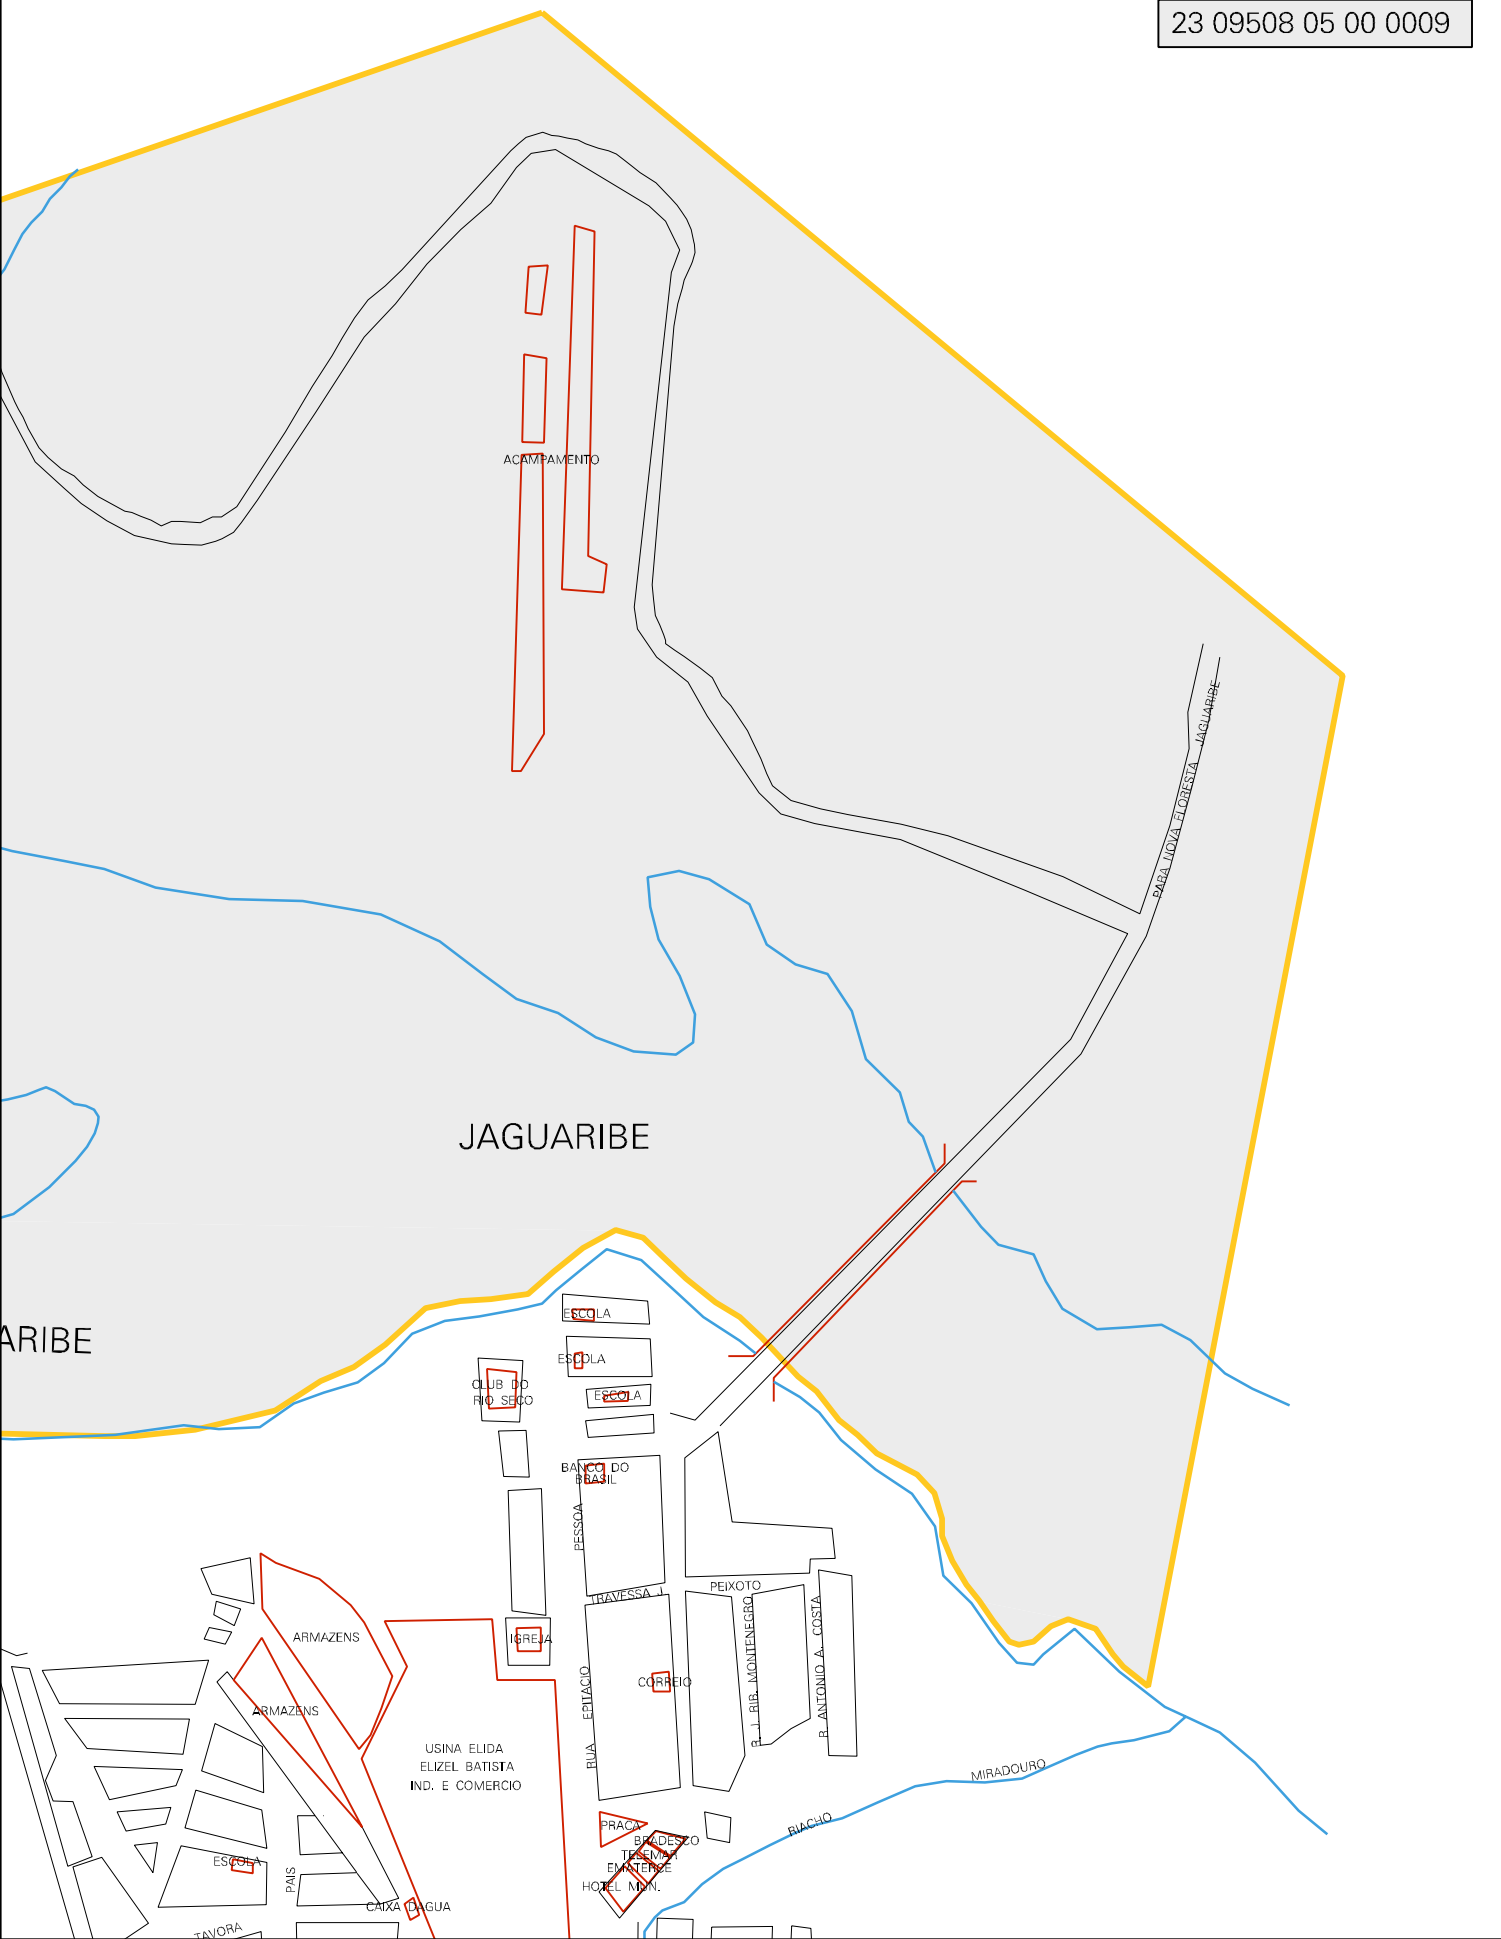 23 09508 05 00 0009
ACAMPAMENTO
PARA NOVA FLORESTA JAGUARIBE
JAGUARIBE
ARIBE
ESCOLA
ESCOLA
CLUB DO
RIO SECO
ESCOLA
BANCO DO
BRASIL
PESSOA
TRAVESSA J.
PEIXOTO
ARMAZENS
IGREJA
R. J. RIB. MONTENEGRO
R. ANTONIO A. COSTA
CORREIO
EPITACIO
RUA
ARMAZENS
USINA ELIDA
ELIZEL BATISTA
IND. E COMERCIO
MIRADOURO
RIACHO
PRACA
BRADESCO
TELEMAR
EMATERCE
HOTEL MUN.
ESCOLA
PAIS
CAIXA DAGUA
TAVORA